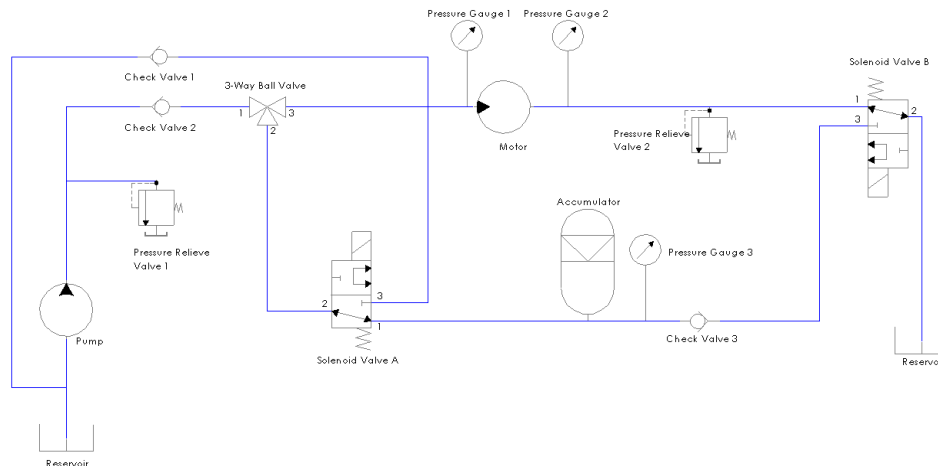 Pressure Gauge 1
Pressure Gauge 2
Check Valve 1
3-Way Ball Valve
Solenoid Valve B
1
3
2
Check Valve 2
1
3
2
Motor
Pressure Relieve
Valve 2
Pressure Relieve
Valve 1
Accumulator
Pressure Gauge 3
2
3
1
Pump
Solenoid Valve A
Check Valve 3
Reservo
Reservoir